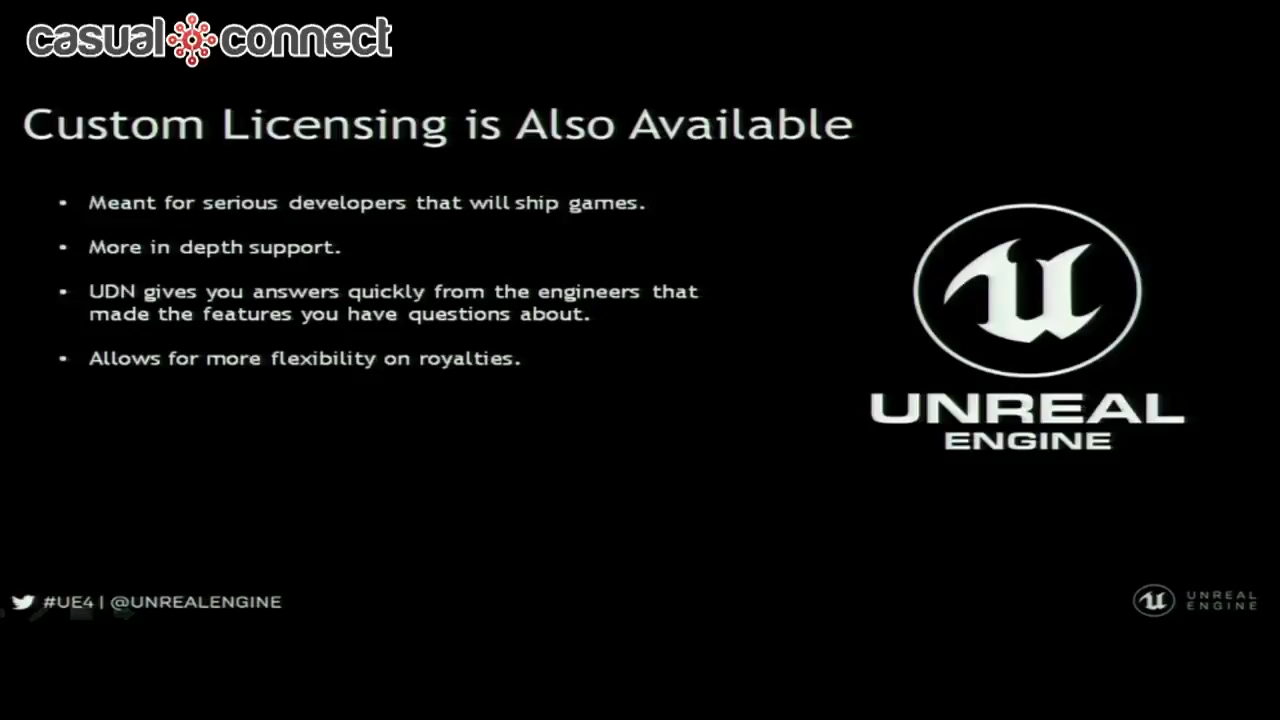 casual connect
Custom Licensing is Also Available
• Meant for serious developers that will ship games.
• More in depth support.
• UDN gives you answers quickly from the engineers that
made the features you have questions about.
• Allows for more flexibility on royalties.
UNREAL
ENGINE
#UE4 | @UNREALENGINE
UNREAL
ENGINE